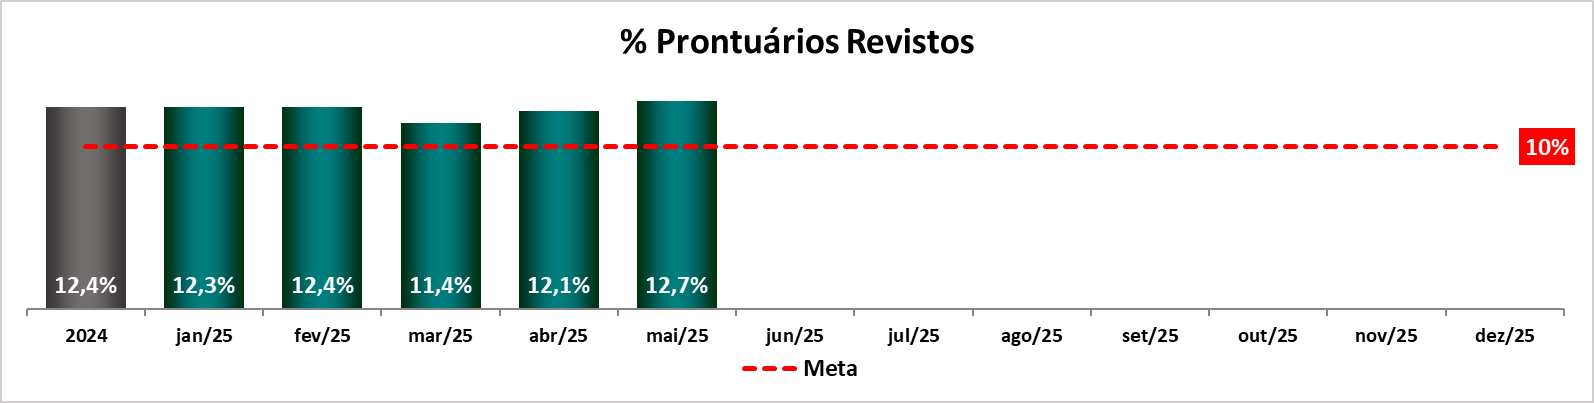 % Prontuários Revistos
10%
12,4% 12,3% 12,4% 11,4% 12,1% 12,7%
2024 jan/25 fev/25 mar/25 abr/25 mai/25 jun/25 jul/25 ago/25 set/25 out/25 nov/25 dez/25
Meta